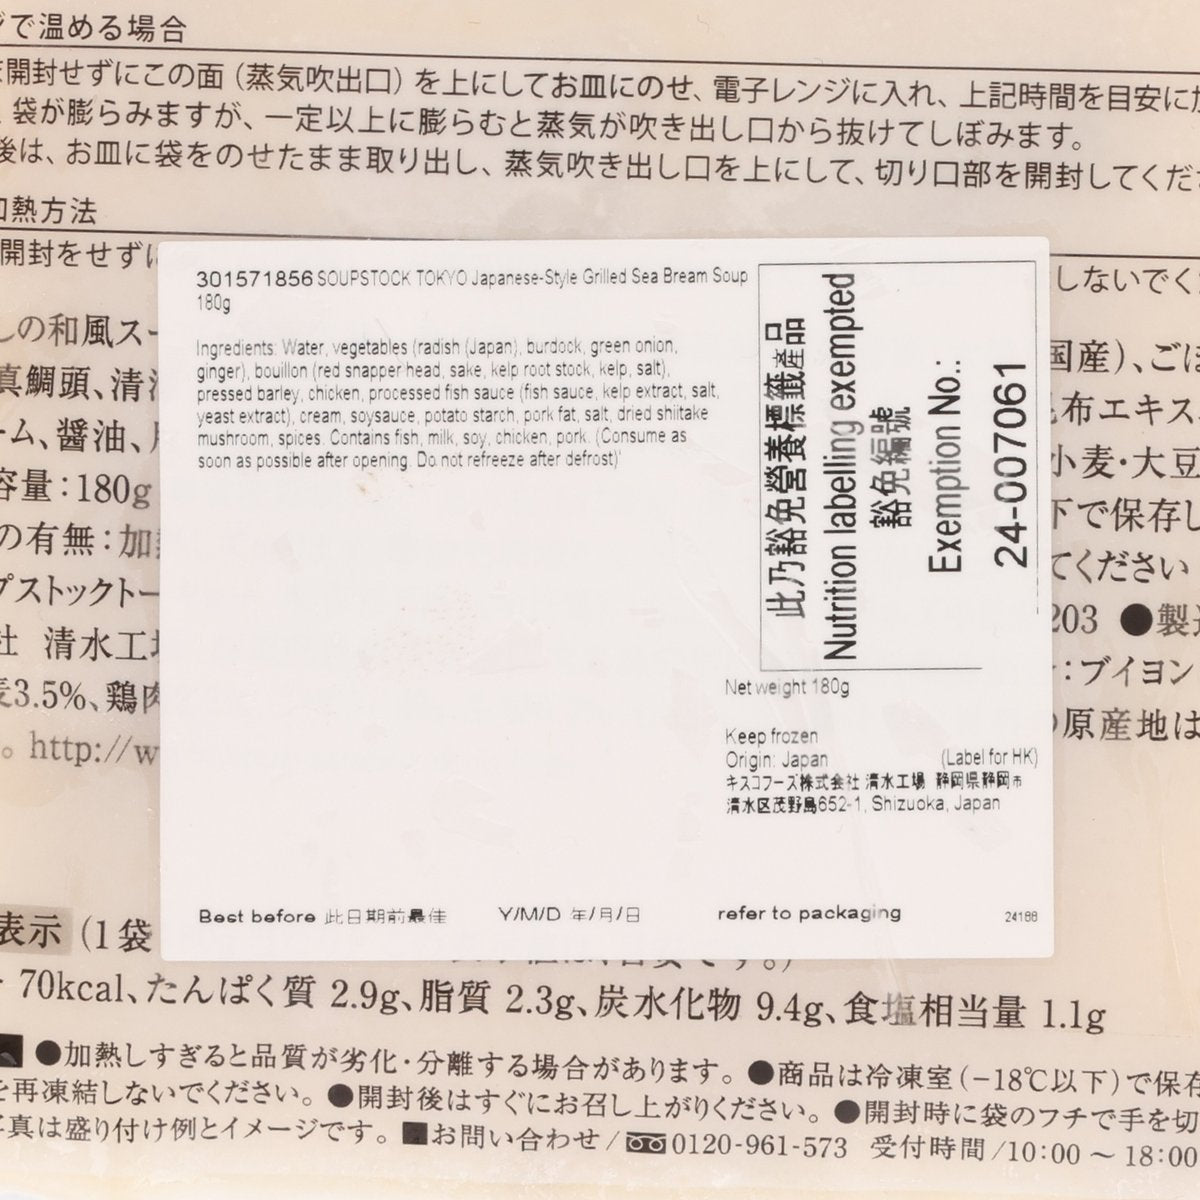 で温める場合
開封せずにこの面（蒸気吹出口）を上にしてお皿にのせ、電子レンジに入れ、上記時間を目安に
袋が膨らみますが、一定以上に膨らむと蒸気が吹き出し口から抜けてしぼみます。
後は、お皿に袋をのせたまま取り出し、蒸気吹き出し口を上にして、切り口部を開封してくだ
加熱方法
開封をせずに
しないでく
しの和風スー
真鯛頭、清
ーム、醤油、
容量：180g
の有無：加
プストックトー
社 清水工
麦3.5%、鶏肉
。http://w
国産）、ごぼ
昆布エキス
小麦・大豆
下で保存し
てください
203 ●製造
：ブイヨン
の原産地は
301571856 SOUPSTOCK TOKYO Japanese-Style Grilled Sea Bream Soup
180g
Ingredients: Water, vegetables (radish (Japan), burdock, green onion,
ginger), bouillon (red snapper head, sake, kelp root stock, kelp, salt),
pressed barley, chicken, processed fish sauce (fish sauce, kelp extract, salt,
yeast extract), cream, soysauce, potato starch, pork fat, salt, dried shiitake
mushroom, spices. Contains fish, milk, soy, chicken, pork. (Consume as
soon as possible after opening. Do not refreeze after defrost)'
此乃豁免營養標籤產品
Nutrition labelling exempted
豁免編號
Exemption No.:
24-007061
Net weight 180g
Keep frozen
Origin: Japan (Label for HK)
キスコフーズ株式会社 清水工場 静岡県静岡市
清水区茂野島652-1, Shizuoka, Japan
Best before 此日期前最佳 Y/M/D 年/月/日 refer to packaging 24188
表示（1袋
70kcal、たんぱく質 2.9g、脂質 2.3g、炭水化物 9.4g、食塩相当量 1.1g
●加熱しすぎると品質が劣化・分離する場合があります。●商品は冷凍室（−18℃以下）で保存
を再凍結しないでください。●開封後はすぐにお召し上がりください。●開封時に袋のフチで手を切
写真は盛り付け例とイメージです。■お問い合わせ/0120-961-573 受付時間/10:00〜18:00